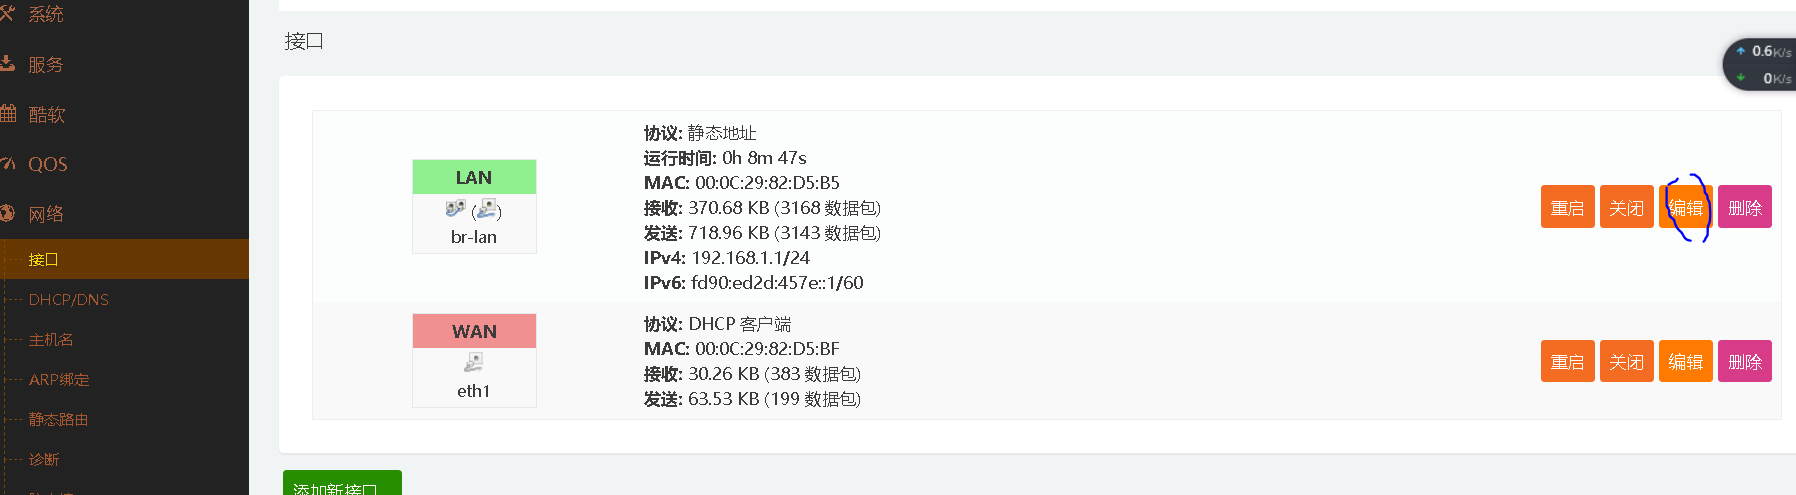 系统
服务
酷软
QOS
网络
接口
DHCP/DNS
主机名
ARP绑定
静态路由
诊断
接口
0.6K/s
0K/s
LAN
br-lan
协议: 静态地址
运行时间: 0h 8m 47s
MAC: 00:0C:29:82:D5:B5
接收: 370.68 KB (3168 数据包)
发送: 718.96 KB (3143 数据包)
IPv4: 192.168.1.1/24
IPv6: fd90:ed2d:457e::1/60
重启 关闭 编辑 删除
WAN
eth1
协议: DHCP 客户端
MAC: 00:0C:29:82:D5:BF
接收: 30.26 KB (383 数据包)
发送: 63.53 KB (199 数据包)
重启 关闭 编辑 删除
添加新接口